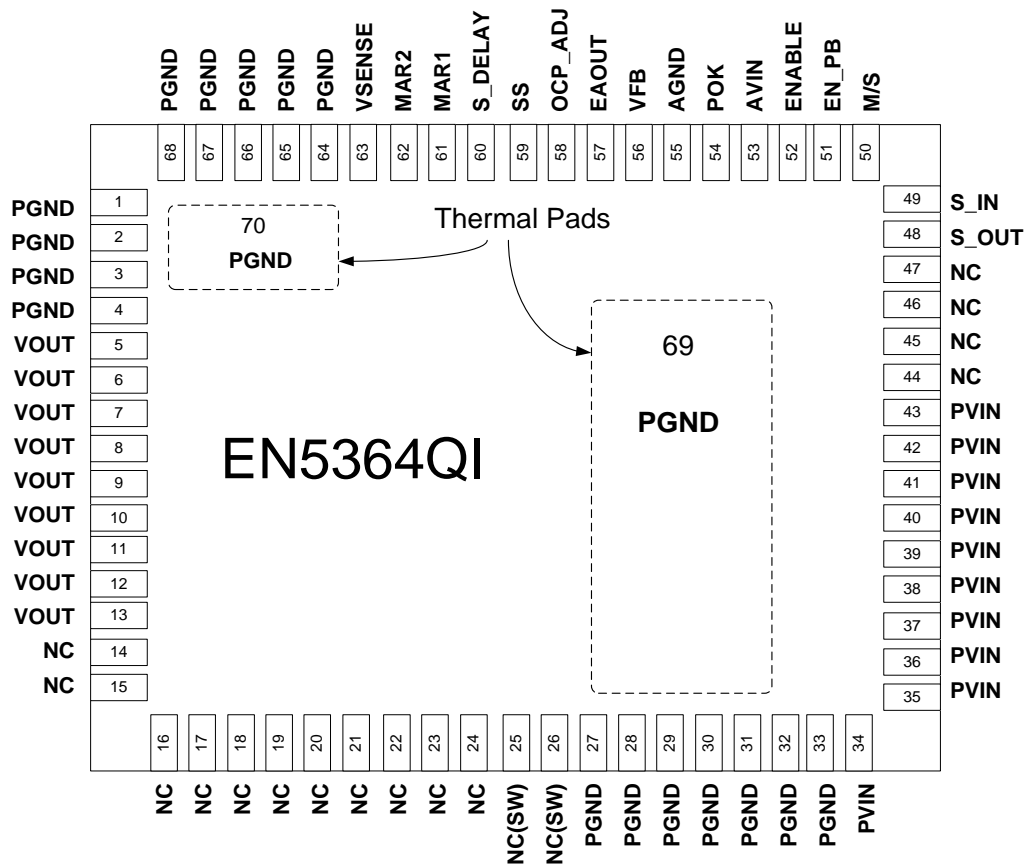 PGND PGND PGND PGND PGND VSENSE MAR2 MAR1 S_DELAY SS OCP_ADJ EAOUT VFB AGND POK AVIN ENABLE EN_PB M/S
68 67 66 65 64 63 62 61 60 59 58 57 56 55 54 53 52 51 50
PGND 1
PGND 2
PGND 3
PGND 4
VOUT 5
VOUT 6
VOUT 7
VOUT 8
VOUT 9
VOUT 10
VOUT 11
VOUT 12
VOUT 13
NC 14
NC 15
70
PGND
Thermal Pads
69
PGND
EN5364QI
49 S_IN
48 S_OUT
47 NC
46 NC
45 NC
44 NC
43 PVIN
42 PVIN
41 PVIN
40 PVIN
39 PVIN
38 PVIN
37 PVIN
36 PVIN
35 PVIN
16 17 18 19 20 21 22 23 24 25 26 27 28 29 30 31 32 33 34
NC NC NC NC NC NC NC NC NC NC(SW) NC(SW) PGND PGND PGND PGND PGND PGND PGND PVIN